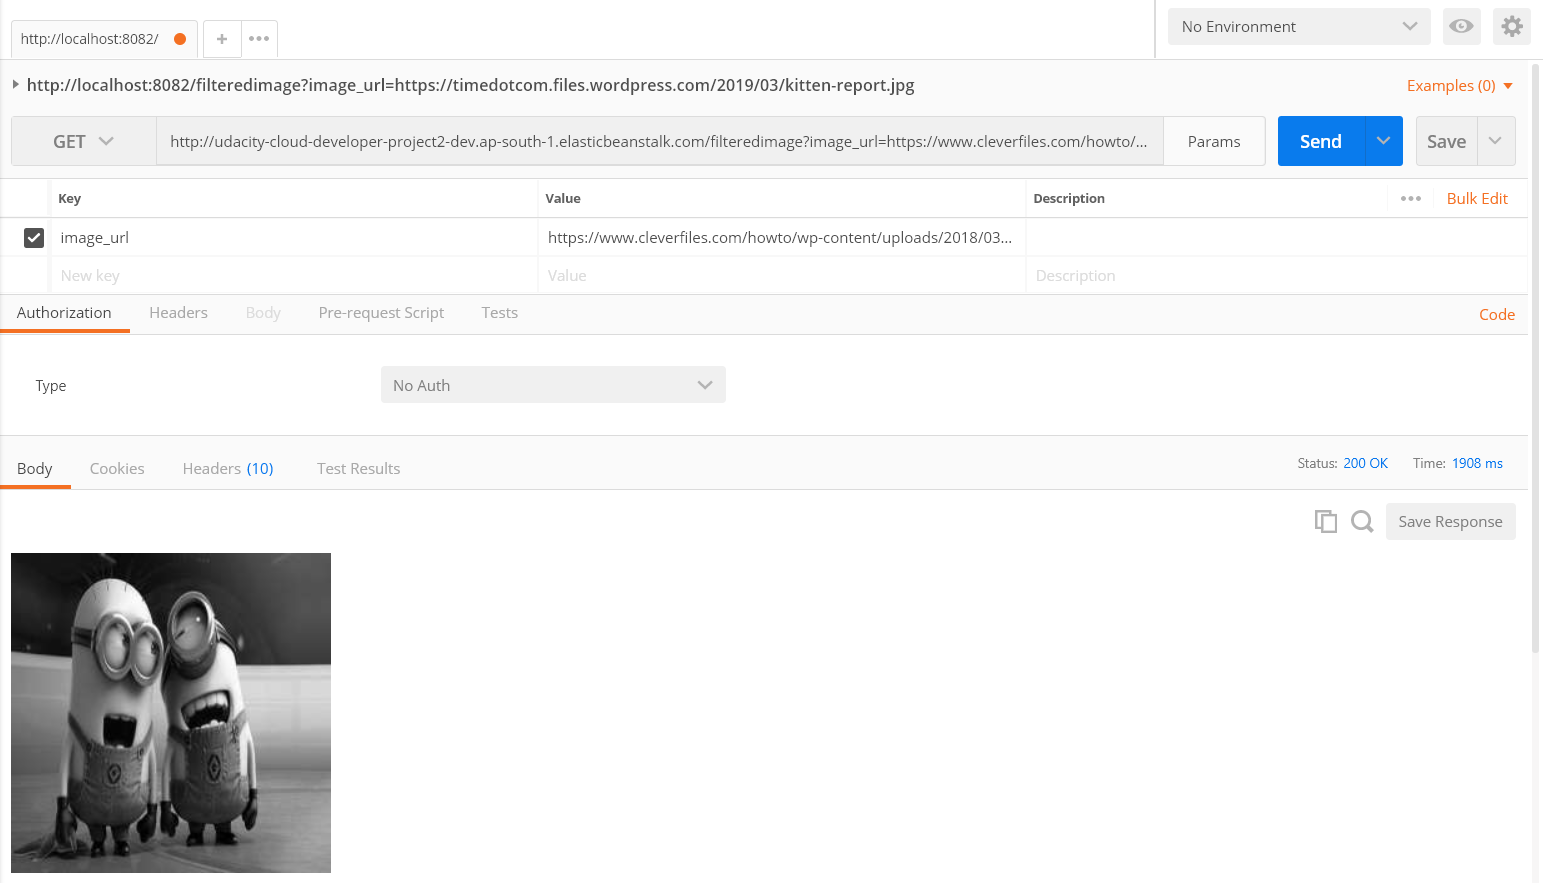 http://localhost:8082/
No Environment
http://localhost:8082/filteredimage?image_url=https://timedotcom.files.wordpress.com/2019/03/kitten-report.jpg
Examples (0)
GET
http://udacity-cloud-developer-project2-dev.ap-south-1.elasticbeanstalk.com/filteredimage?image_url=https://www.cleverfiles.com/howto/...
Params
Send
Save
Key Value Description Bulk Edit
image_url https://www.cleverfiles.com/howto/wp-content/uploads/2018/03...
New key Value Description
Authorization Headers Body Pre-request Script Tests Code
Type No Auth
Body Cookies Headers (10) Test Results Status: 200 OK Time: 1908 ms
Save Response